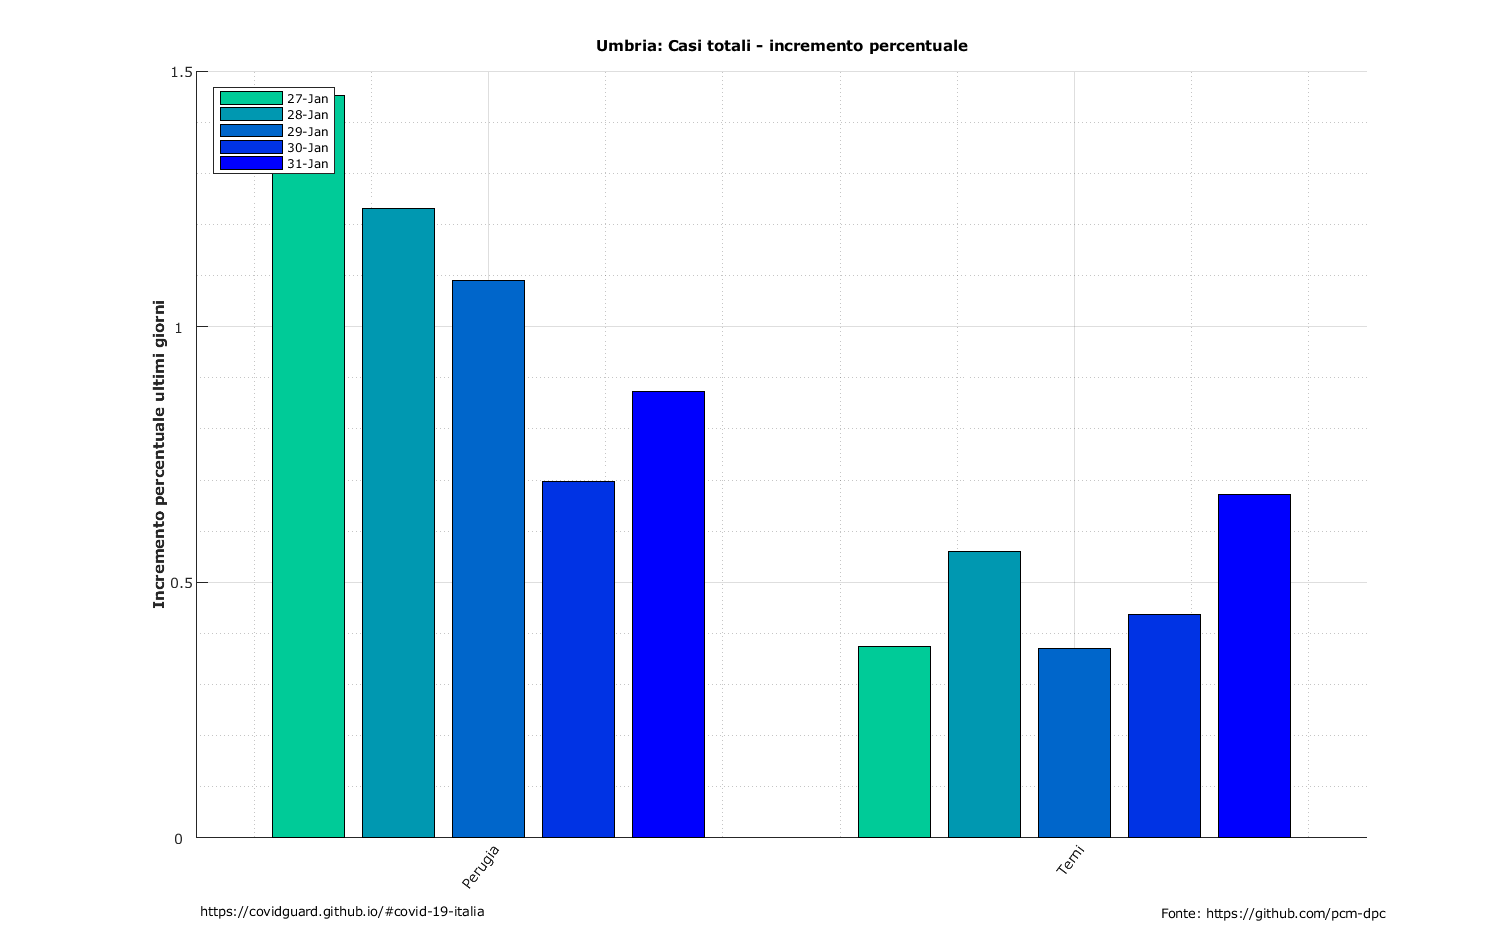 Umbria: Casi totali - incremento percentuale
1.5
27-Jan
28-Jan
29-Jan
30-Jan
31-Jan
1
0.5
0
Incremento percentuale ultimi giorni
Perugia
Terni
https://covidguard.github.io/#covid-19-italia
Fonte: https://github.com/pcm-dpc